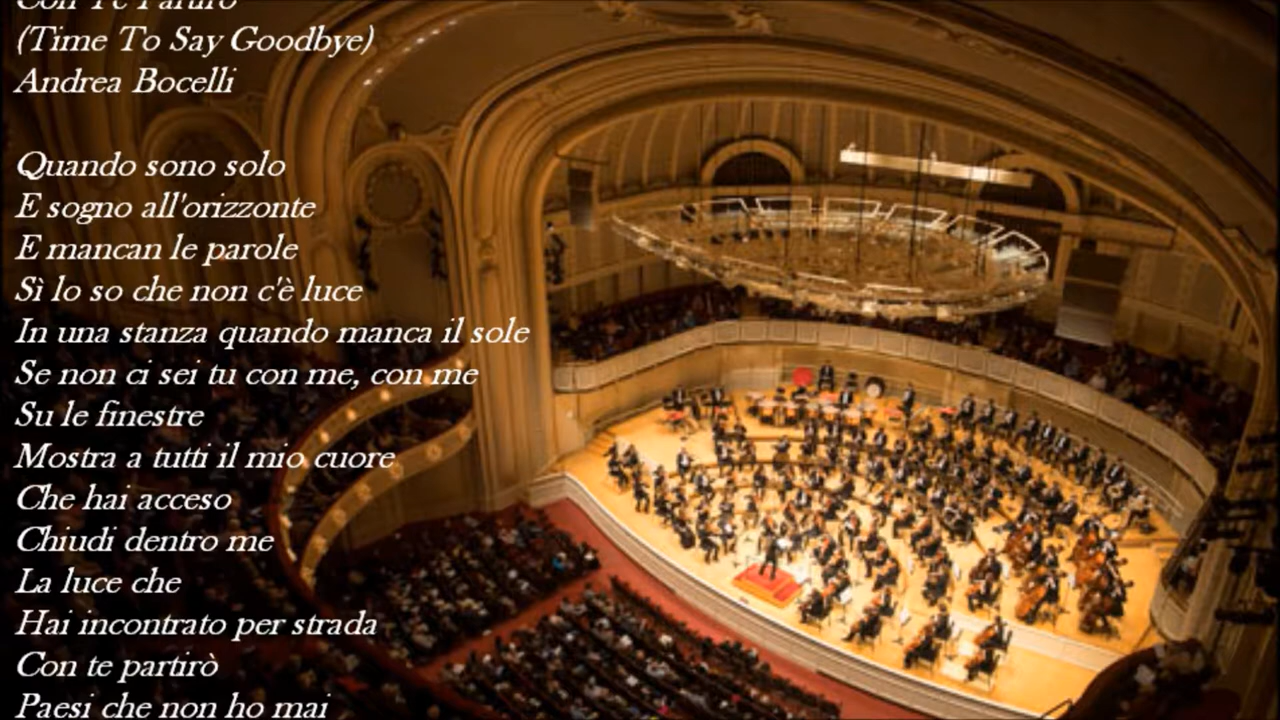 Con Te Partirò
(Time To Say Goodbye)
Andrea Bocelli
Quando sono solo
E sogno all'orizzonte
E mancan le parole
Sì lo so che non c'è luce
In una stanza quando manca il sole
Se non ci sei tu con me, con me
Su le finestre
Mostra a tutti il mio cuore
Che hai acceso
Chiudi dentro me
La luce che
Hai incontrato per strada
Con te partirò
Paesi che non ho mai